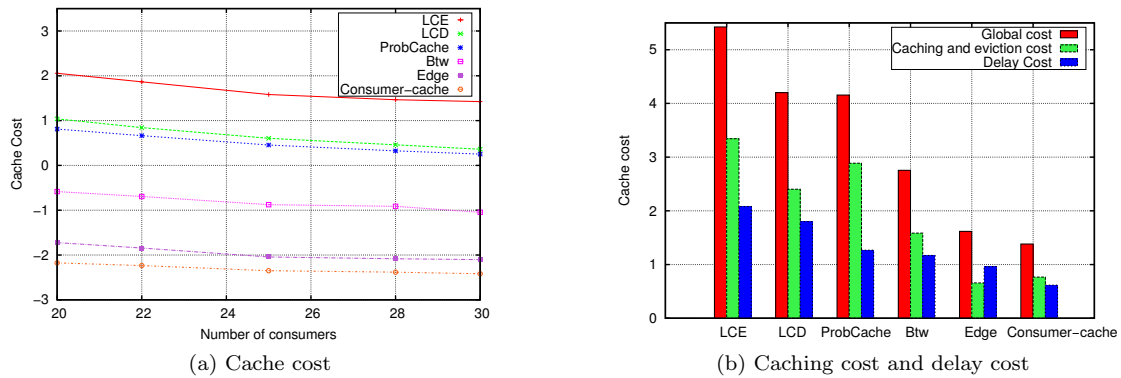 3
2
1
0
−1
−2
−3
20
22
24
26
28
30
Cache Cost
Number of consumers
LCE
LCD
ProbCache
Btw
Edge
Consumer−cache
(a) Cache cost
5
4
3
2
1
0
Cache cost
Global cost
Caching and eviction cost
Delay Cost
LCE
LCD
ProbCache
Btw
Edge
Consumer−cache
(b) Caching cost and delay cost